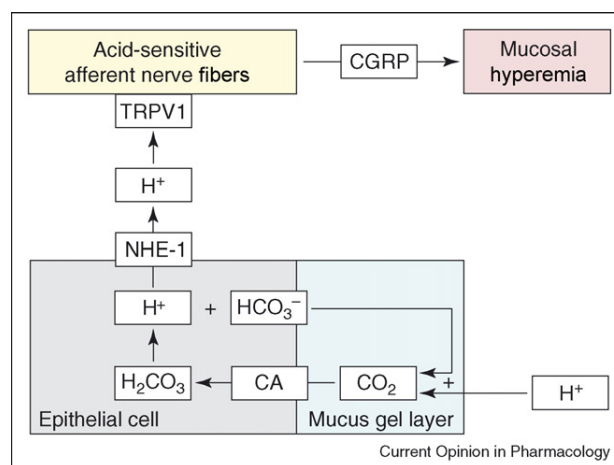 Acid-sensitive
afferent nerve fibers
CGRP
Mucosal
hyperemia
TRPV1
H⁺
NHE-1
H⁺
+
HCO₃⁻
H₂CO₃
CA
CO₂
+
H⁺
Epithelial cell
Mucus gel layer
Current Opinion in Pharmacology